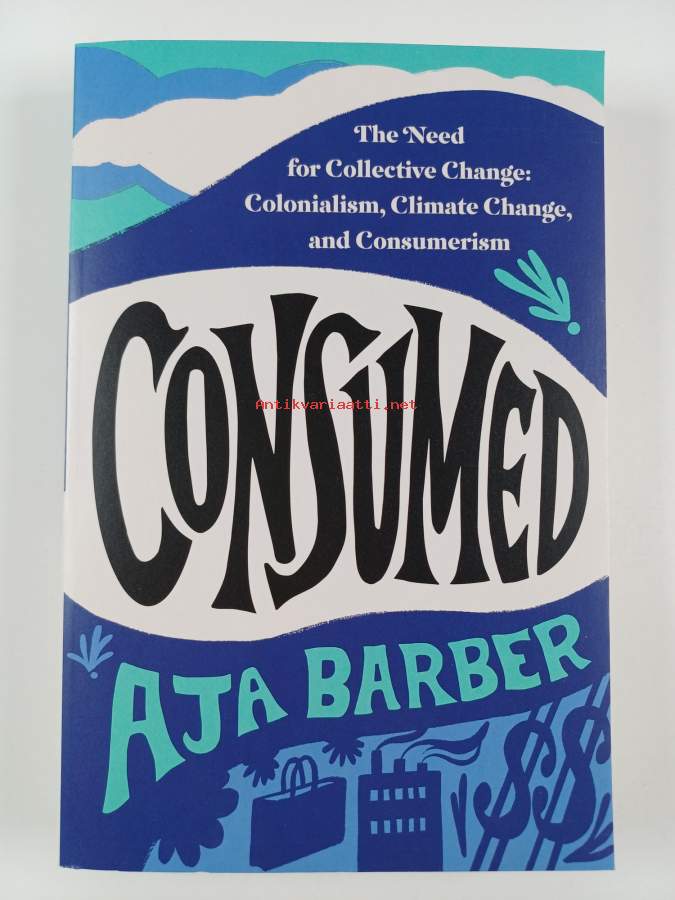 The Need
for Collective Change:
Colonialism, Climate Change,
and Consumerism
CONSUMED
Antikvariaatti.net
AJA BARBER
$$